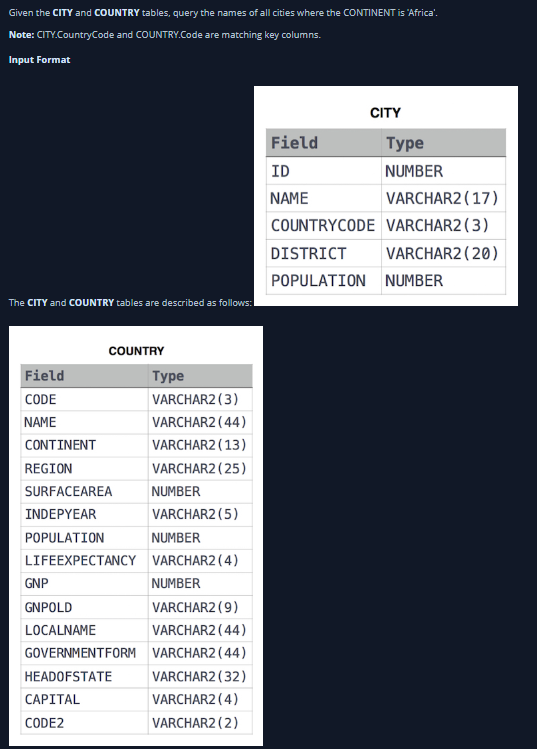 Given the CITY and COUNTRY tables, query the names of all cities where the CONTINENT is 'Africa'.
Note: CITY.CountryCode and COUNTRY.Code are matching key columns.
Input Format
The CITY and COUNTRY tables are described as follows:
CITY
Field Type
ID NUMBER
NAME VARCHAR2(17)
COUNTRYCODE VARCHAR2(3)
DISTRICT VARCHAR2(20)
POPULATION NUMBER
COUNTRY
Field Type
CODE VARCHAR2(3)
NAME VARCHAR2(44)
CONTINENT VARCHAR2(13)
REGION VARCHAR2(25)
SURFACEAREA NUMBER
INDEPYEAR VARCHAR2(5)
POPULATION NUMBER
LIFEEXPECTANCY VARCHAR2(4)
GNP NUMBER
GNPOLD VARCHAR2(9)
LOCALNAME VARCHAR2(44)
GOVERNMENTFORM VARCHAR2(44)
HEADOFSTATE VARCHAR2(32)
CAPITAL VARCHAR2(4)
CODE2 VARCHAR2(2)